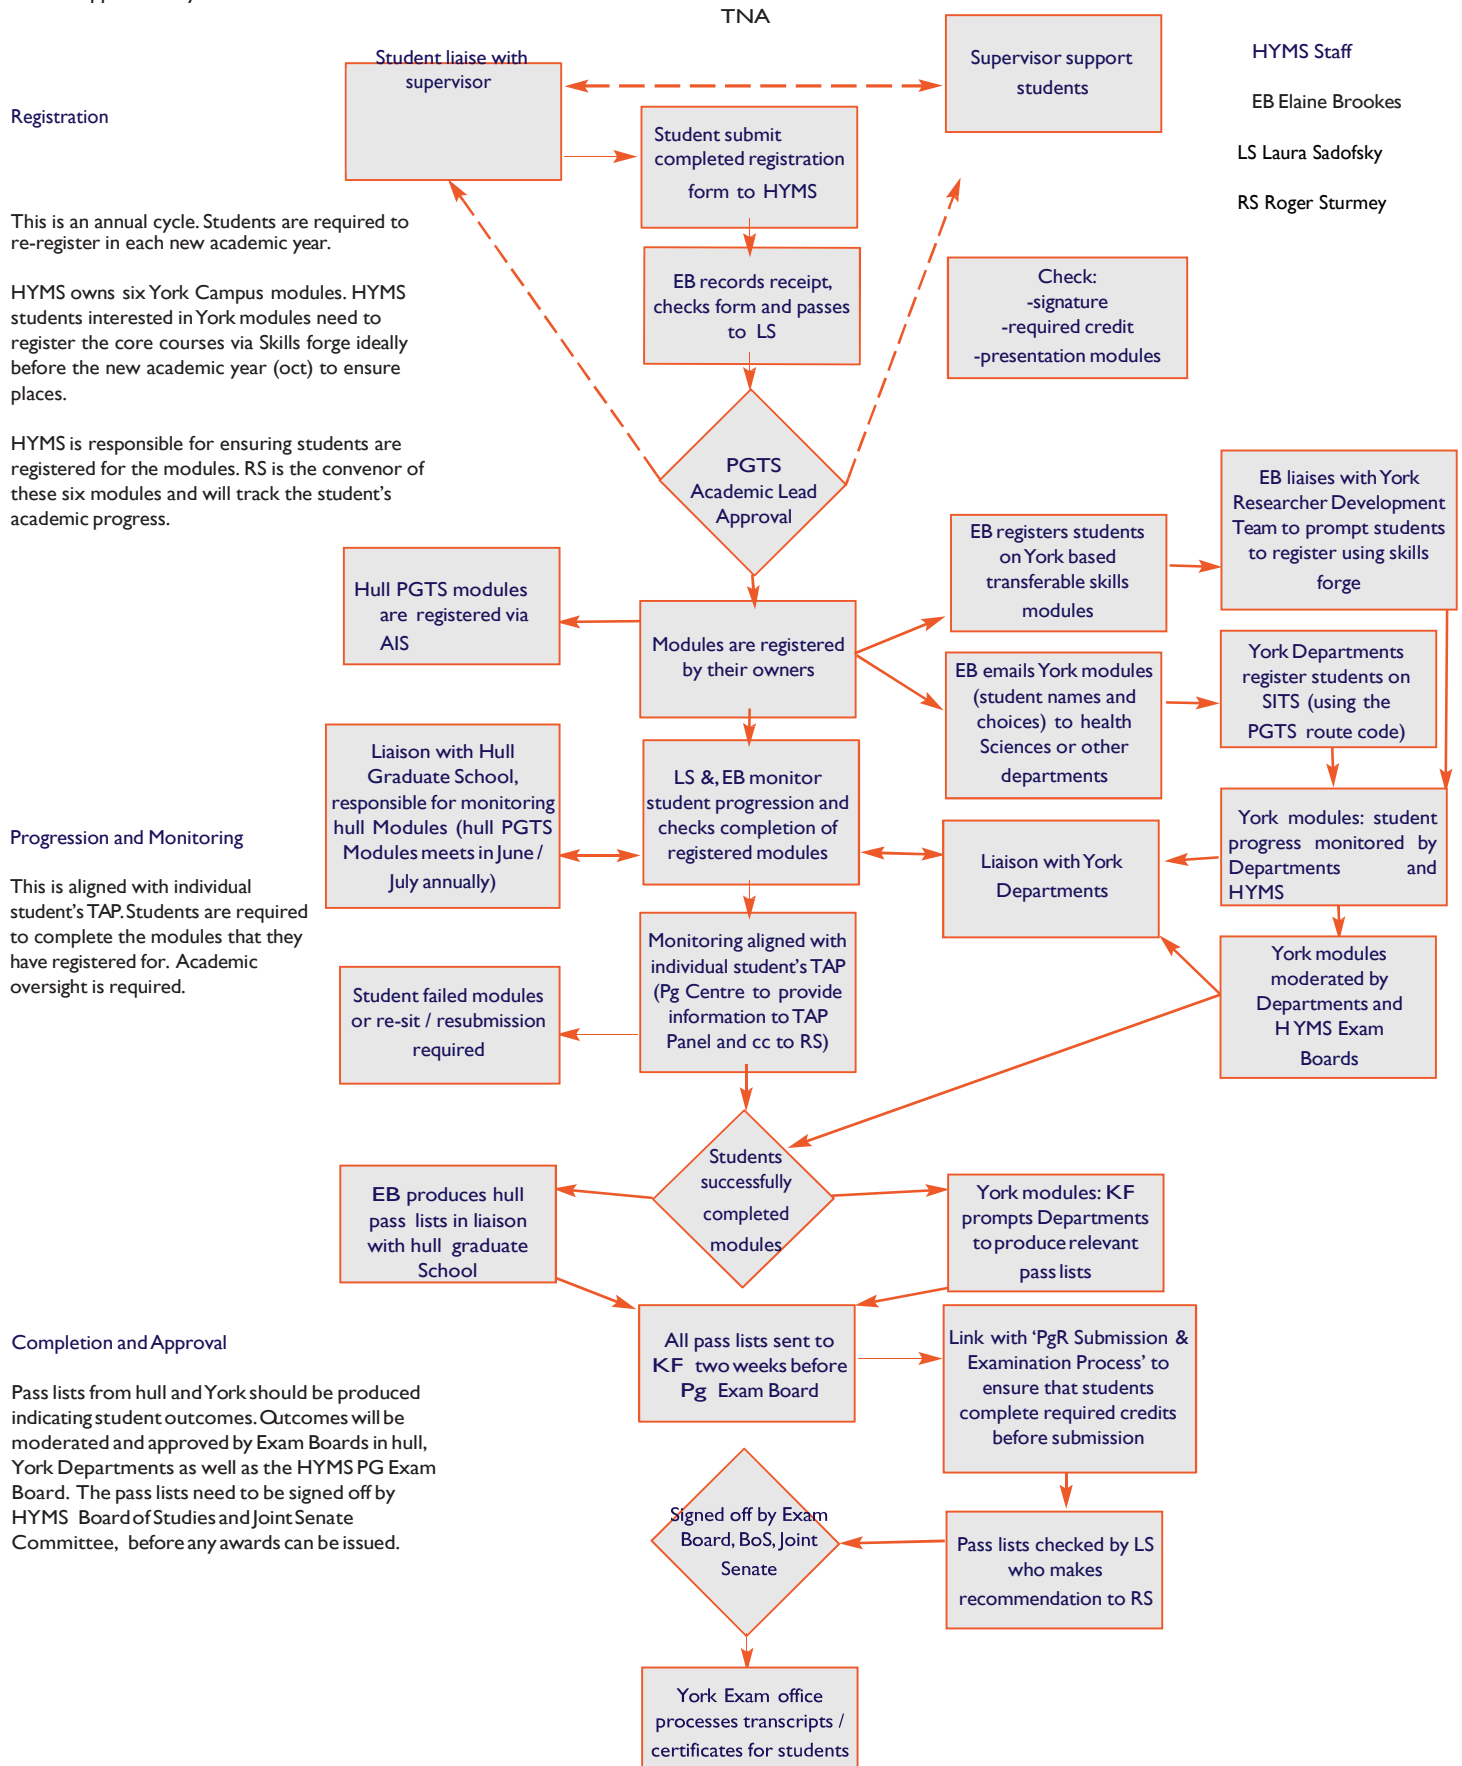 TNA
Student liaise with
supervisor
Supervisor support
students
HYMS Staff
EB Elaine Brookes
LS Laura Sadofsky
RS Roger Sturmey
Registration
Student submit
completed registration
form to HYMS
This is an annual cycle. Students are required to
re-register in each new academic year.
HYMS owns six York Campus modules. HYMS
students interested in York modules need to
register the core courses via Skills forge ideally
before the new academic year (oct) to ensure
places.
HYMS is responsible for ensuring students are
registered for the modules. RS is the convenor of
these six modules and will track the student's
academic progress.
EB records receipt,
checks form and passes
to LS
Check:
-signature
-required credit
-presentation modules
PGTS
Academic Lead
Approval
EB registers students
on York based
transferable skills
modules
EB liaises with York
Researcher Development
Team to prompt students
to register using skills
forge
Hull PGTS modules
are registered via
AIS
Modules are registered
by their owners
EB emails York modules
(student names and
choices) to health
Sciences or other
departments
York Departments
register students on
SITS (using the
PGTS route code)
Liaison with Hull
Graduate School,
responsible for monitoring
hull Modules (hull PGTS
Modules meets in June /
July annually)
LS &, EB monitor
student progression and
checks completion of
registered modules
Liaison with York
Departments
York modules: student
progress monitored by
Departments and
HYMS
Progression and Monitoring
This is aligned with individual
student's TAP. Students are required
to complete the modules that they
have registered for. Academic
oversight is required.
Monitoring aligned with
individual student's TAP
(Pg Centre to provide
information to TAP
Panel and cc to RS)
Student failed modules
or re-sit / resubmission
required
York modules
moderated by
Departments and
HYMS Exam
Boards
Students
successfully
completed
modules
EB produces hull
pass lists in liaison
with hull graduate
School
York modules: KF
prompts Departments
to produce relevant
pass lists
Completion and Approval
Pass lists from hull and York should be produced
indicating student outcomes. Outcomes will be
moderated and approved by Exam Boards in hull,
York Departments as well as the HYMS PG Exam
Board. The pass lists need to be signed off by
HYMS Board of Studies and Joint Senate
Committee, before any awards can be issued.
All pass lists sent to
KF two weeks before
Pg Exam Board
Link with ‘PgR Submission &
Examination Process’ to
ensure that students
complete required credits
before submission
Signed off by Exam
Board, BoS, Joint
Senate
Pass lists checked by LS
who makes
recommendation to RS
York Exam office
processes transcripts /
certificates for students